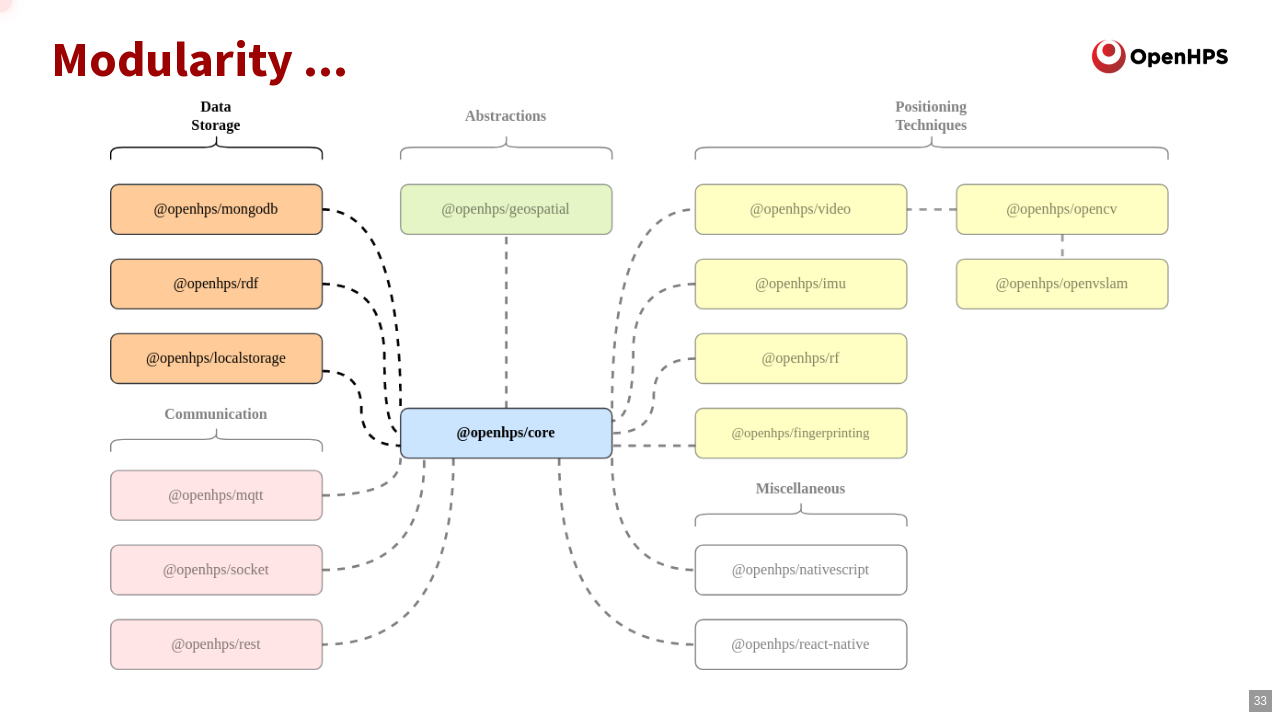 Modularity ...
OpenHPS
Data
Storage
@openhps/mongodb
@openhps/rdf
@openhps/localstorage
Communication
@openhps/mqtt
@openhps/socket
@openhps/rest
Abstractions
@openhps/geospatial
@openhps/core
Positioning
Techniques
@openhps/video
@openhps/opencv
@openhps/imu
@openhps/openvslam
@openhps/rf
@openhps/fingerprinting
Miscellaneous
@openhps/nativescript
@openhps/react-native
33